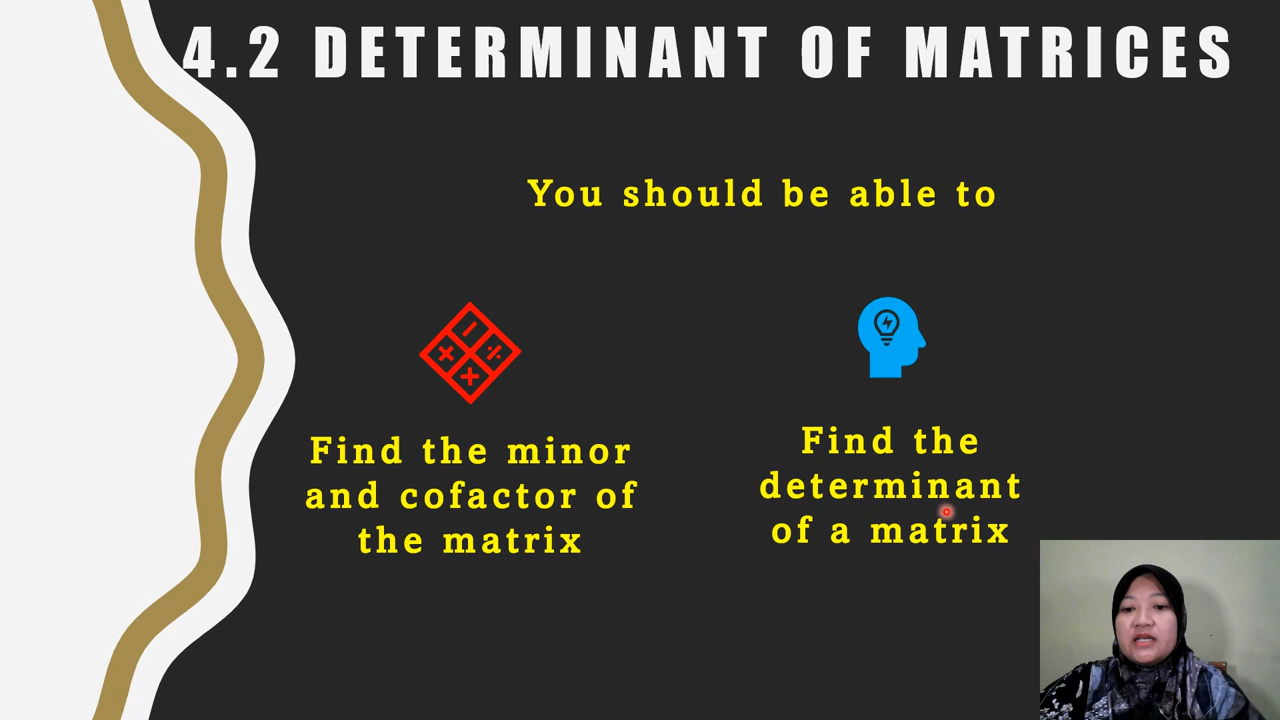 4.2 DETERMINANT OF MATRICES
You should be able to
Find the minor
and cofactor of
the matrix
Find the
determinant
of a matrix